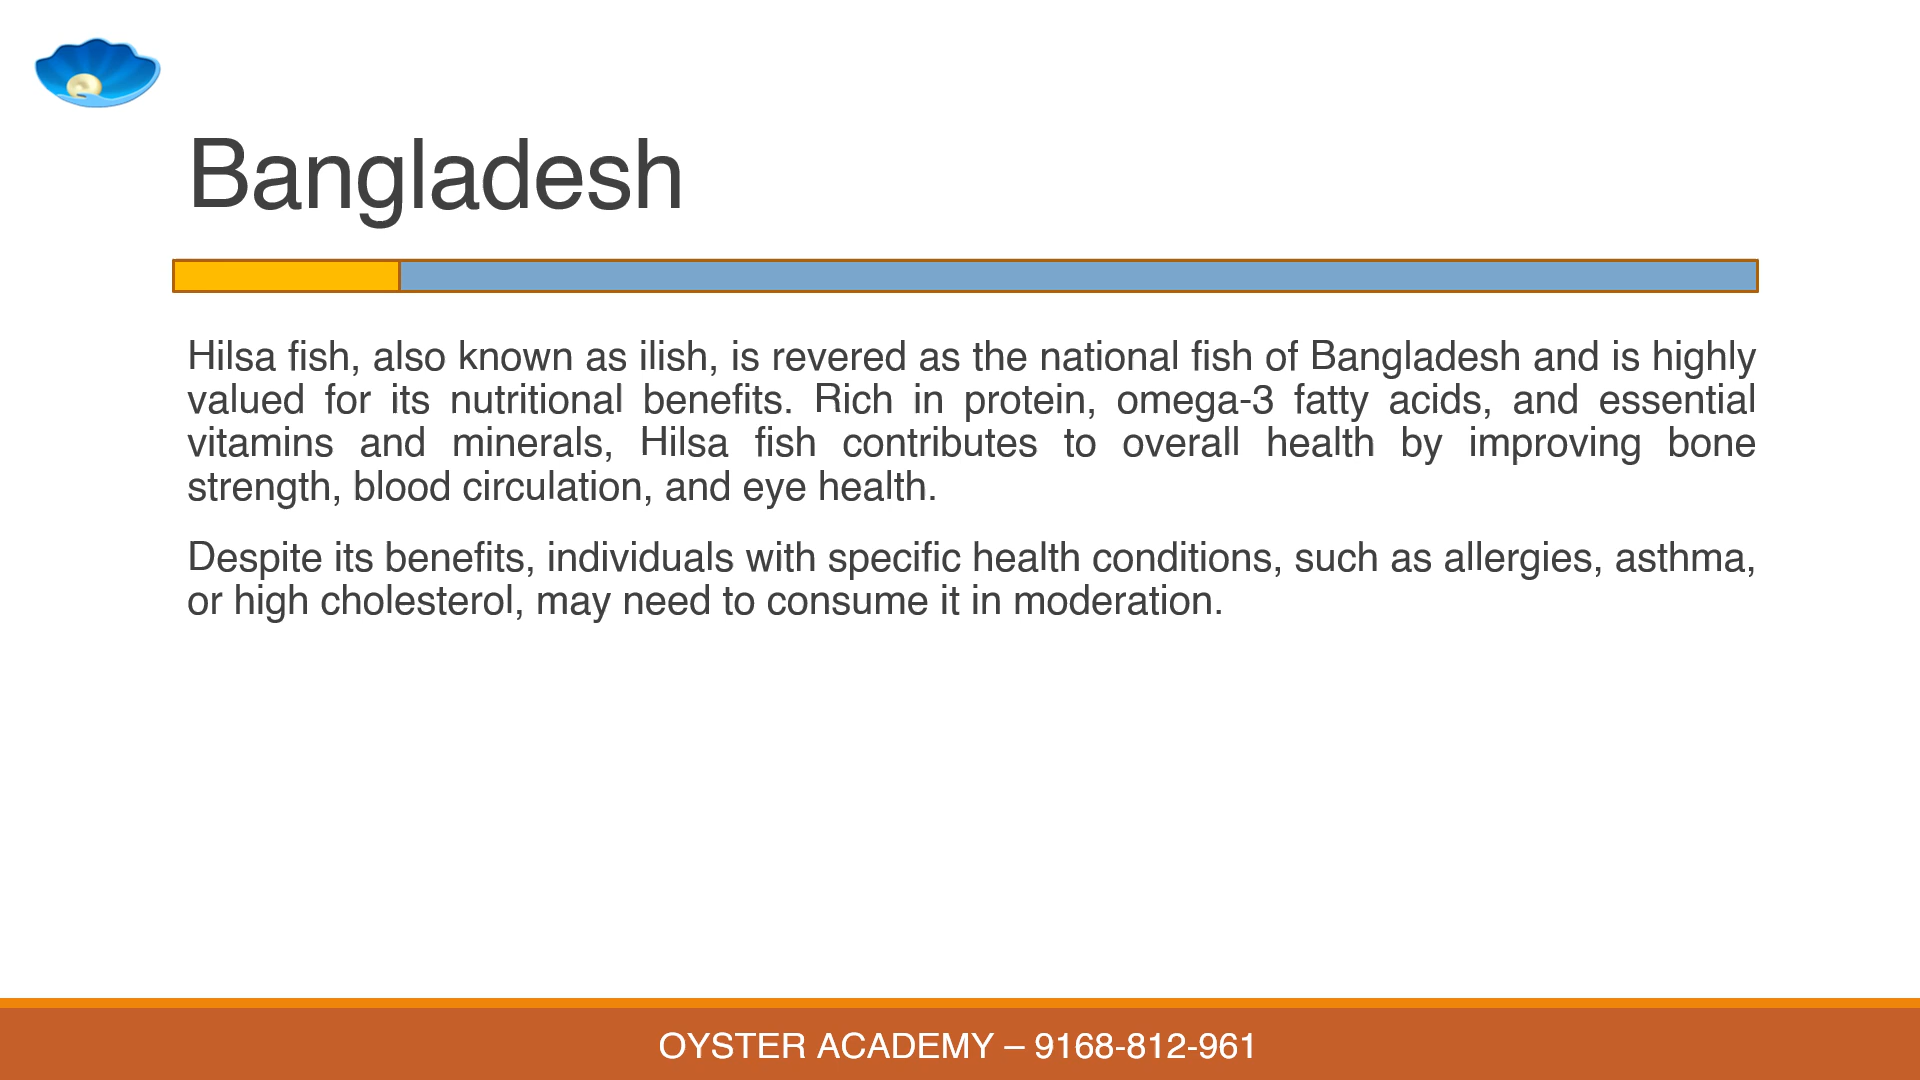 Bangladesh
Hilsa fish, also known as ilish, is revered as the national fish of Bangladesh and is highly
valued for its nutritional benefits. Rich in protein, omega-3 fatty acids, and essential
vitamins and minerals, Hilsa fish contributes to overall health by improving bone
strength, blood circulation, and eye health.
Despite its benefits, individuals with specific health conditions, such as allergies, asthma,
or high cholesterol, may need to consume it in moderation.
OYSTER ACADEMY – 9168-812-961